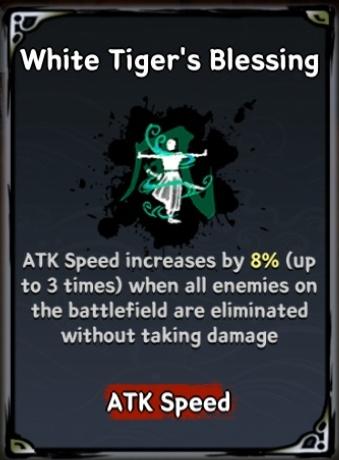 White Tiger's Blessing
ATK Speed increases by 8% (up
to 3 times) when all enemies on
the battlefield are eliminated
without taking damage
ATK Speed